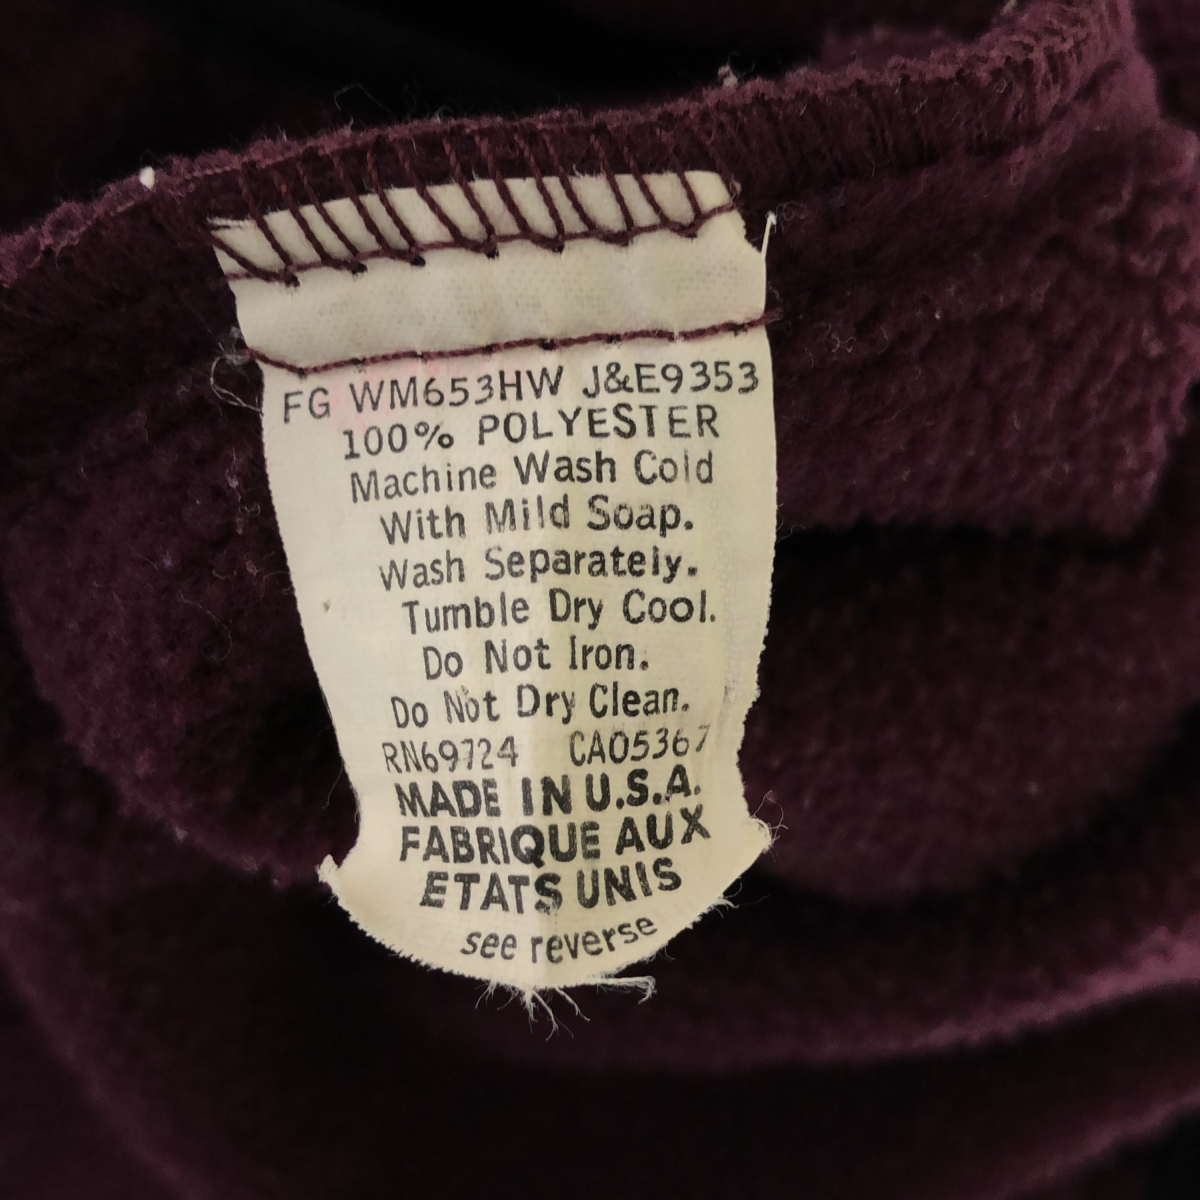 FG WM653HW J&E9353
100% POLYESTER
Machine Wash Cold
With Mild Soap.
Wash Separately.
Tumble Dry Cool.
Do Not Iron.
Do Not Dry Clean.
RN69724 CA05367
MADE IN U.S.A.
FABRIQUE AUX
ETATS UNIS
see reverse